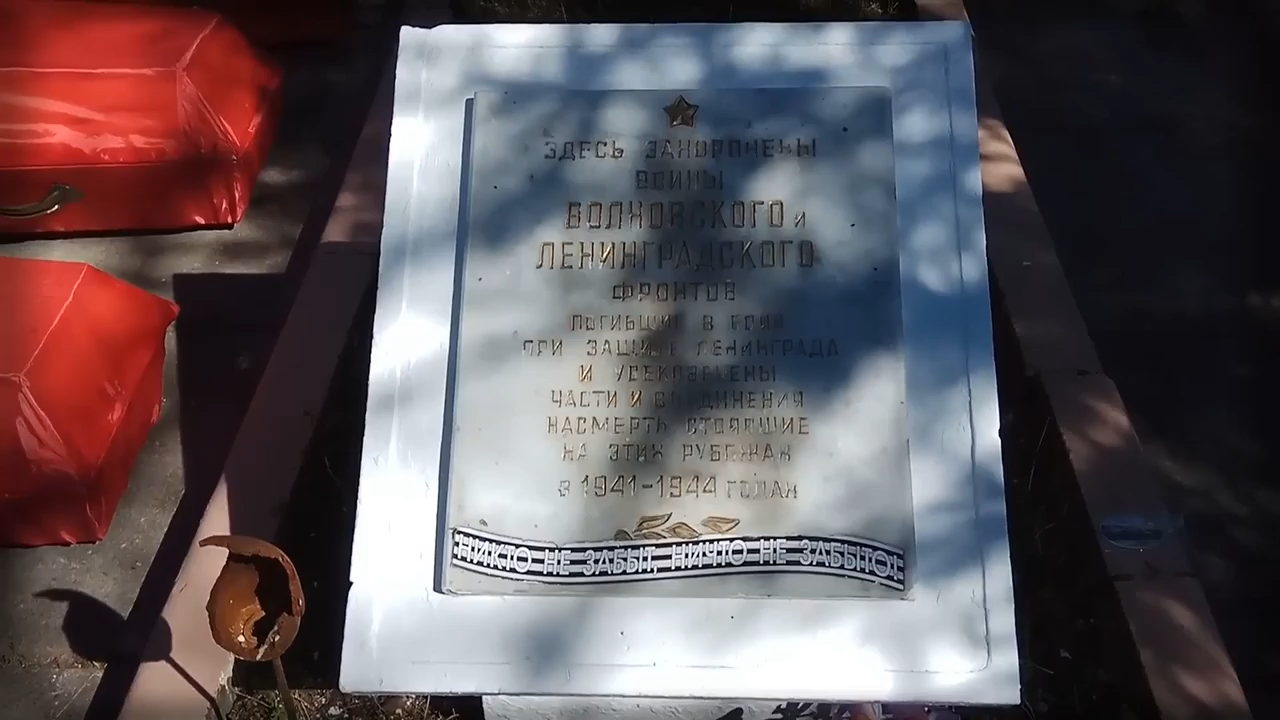 ЗДЕСЬ ЗАХОРОНЕНЫ
ВОИНЫ
ВОЛХОВСКОГО и
ЛЕНИНГРАДСКОГО
ФРОНТОВ
ПОГИБШИЕ В БОЯХ
ПРИ ЗАЩИТЕ ЛЕНИНГРАДА
И УВЕКОВЕЧЕНЫ
ЧАСТИ И СОЕДИНЕНИЯ
НАСМЕРТЬ СТОЯВШИЕ
НА ЭТИХ РУБЕЖАХ
в 1941-1944 ГОДАХ
НИКТО НЕ ЗАБЫТ, НИЧТО НЕ ЗАБЫТО!